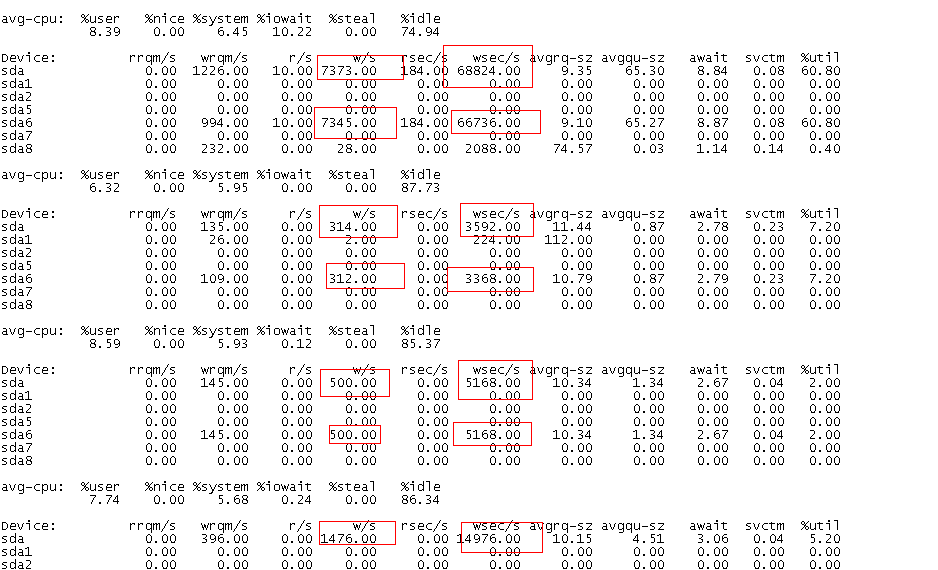 avg-cpu: %user %nice %system %iowait %steal %idle
8.39 0.00 6.45 10.22 0.00 74.94
Device: rrqm/s wrqm/s r/s w/s rsec/s wsec/s avgrq-sz avgqu-sz await svctm %util
sda 0.00 1226.00 10.00 7373.00 184.00 68824.00 9.35 65.30 8.84 0.08 60.80
sda1 0.00 0.00 0.00 0.00 0.00 0.00 0.00 0.00 0.00 0.00 0.00
sda2 0.00 0.00 0.00 0.00 0.00 0.00 0.00 0.00 0.00 0.00 0.00
sda5 0.00 0.00 0.00 0.00 0.00 0.00 0.00 0.00 0.00 0.00 0.00
sda6 0.00 994.00 10.00 7345.00 184.00 66736.00 9.10 65.27 8.87 0.08 60.80
sda7 0.00 0.00 0.00 0.00 0.00 0.00 0.00 0.00 0.00 0.00 0.00
sda8 0.00 232.00 0.00 28.00 0.00 2088.00 74.57 0.03 1.14 0.14 0.40
avg-cpu: %user %nice %system %iowait %steal %idle
6.32 0.00 5.95 0.00 0.00 87.73
Device: rrqm/s wrqm/s r/s w/s rsec/s wsec/s avgrq-sz avgqu-sz await svctm %util
sda 0.00 135.00 0.00 314.00 0.00 3592.00 11.44 0.87 2.78 0.23 7.20
sda1 0.00 26.00 0.00 2.00 0.00 224.00 112.00 0.00 0.00 0.00 0.00
sda2 0.00 0.00 0.00 0.00 0.00 0.00 0.00 0.00 0.00 0.00 0.00
sda5 0.00 0.00 0.00 0.00 0.00 0.00 0.00 0.00 0.00 0.00 0.00
sda6 0.00 109.00 0.00 312.00 0.00 3368.00 10.79 0.87 2.79 0.23 7.20
sda7 0.00 0.00 0.00 0.00 0.00 0.00 0.00 0.00 0.00 0.00 0.00
sda8 0.00 0.00 0.00 0.00 0.00 0.00 0.00 0.00 0.00 0.00 0.00
avg-cpu: %user %nice %system %iowait %steal %idle
8.59 0.00 5.93 0.12 0.00 85.37
Device: rrqm/s wrqm/s r/s w/s rsec/s wsec/s avgrq-sz avgqu-sz await svctm %util
sda 0.00 145.00 0.00 500.00 0.00 5168.00 10.34 1.34 2.67 0.04 2.00
sda1 0.00 0.00 0.00 0.00 0.00 0.00 0.00 0.00 0.00 0.00 0.00
sda2 0.00 0.00 0.00 0.00 0.00 0.00 0.00 0.00 0.00 0.00 0.00
sda5 0.00 0.00 0.00 0.00 0.00 0.00 0.00 0.00 0.00 0.00 0.00
sda6 0.00 145.00 0.00 500.00 0.00 5168.00 10.34 1.34 2.67 0.04 2.00
sda7 0.00 0.00 0.00 0.00 0.00 0.00 0.00 0.00 0.00 0.00 0.00
sda8 0.00 0.00 0.00 0.00 0.00 0.00 0.00 0.00 0.00 0.00 0.00
avg-cpu: %user %nice %system %iowait %steal %idle
7.74 0.00 5.68 0.24 0.00 86.34
Device: rrqm/s wrqm/s r/s w/s rsec/s wsec/s avgrq-sz avgqu-sz await svctm %util
sda 0.00 396.00 0.00 1476.00 0.00 14976.00 10.15 4.51 3.06 0.04 5.20
sda1 0.00 0.00 0.00 0.00 0.00 0.00 0.00 0.00 0.00 0.00 0.00
sda2 0.00 0.00 0.00 0.00 0.00 0.00 0.00 0.00 0.00 0.00 0.00